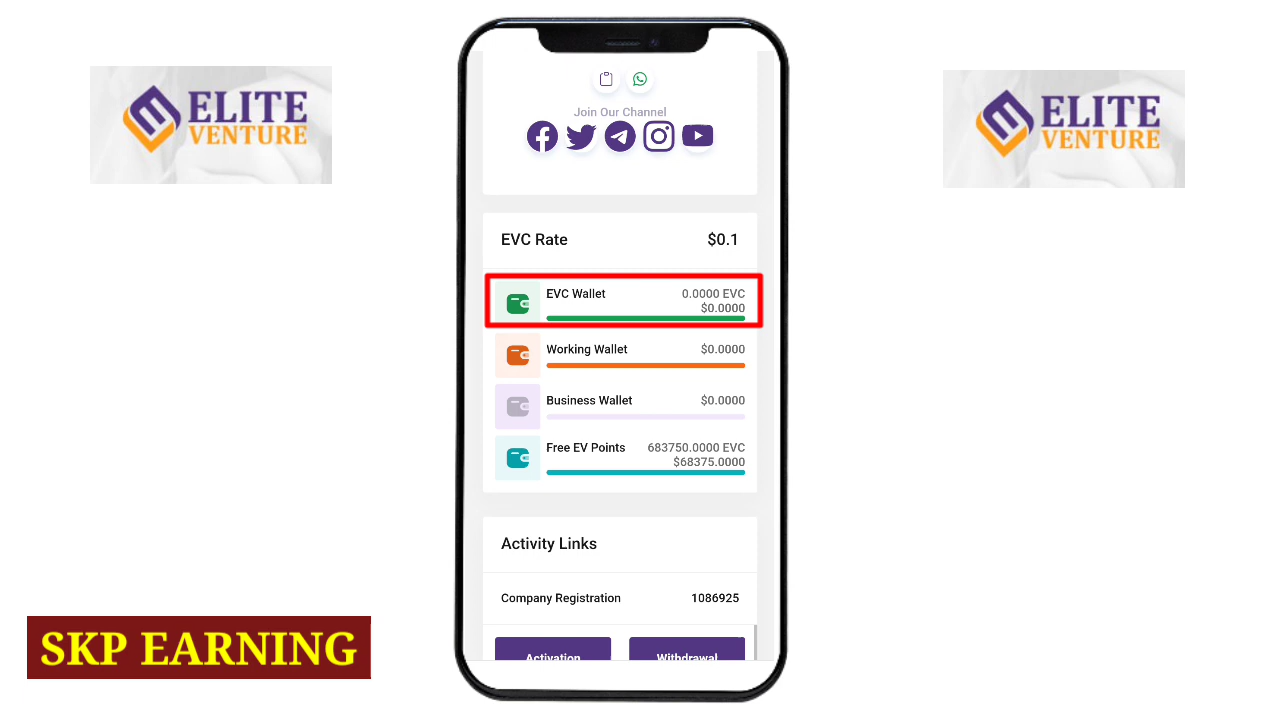 ELITE
VENTURE
ELITE
VENTURE
Join Our Channel
EVC Rate $0.1
EVC Wallet 0.0000 EVC
$0.0000
Working Wallet $0.0000
Business Wallet $0.0000
Free EV Points 683750.0000 EVC
$68375.0000
Activity Links
Company Registration 1086925
Activation Withdrawal
SKP EARNING